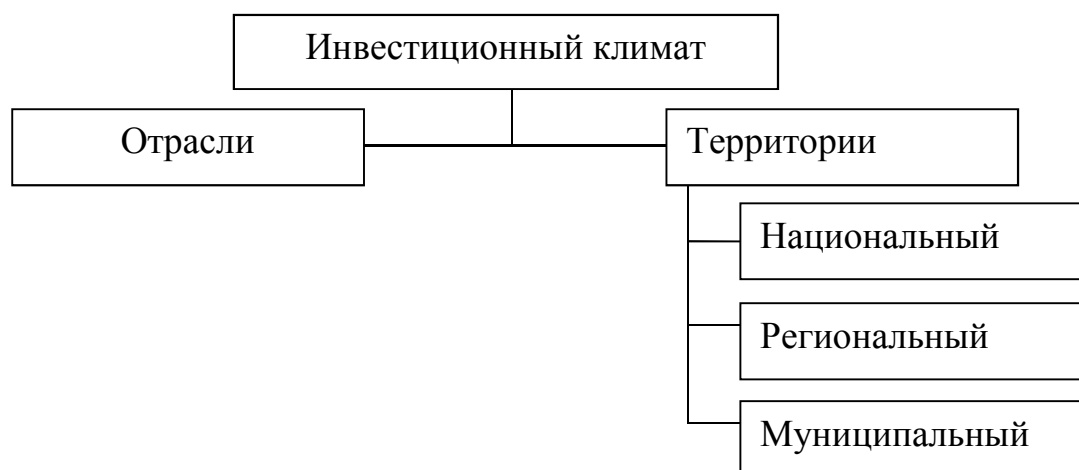 Инвестиционный климат
Отрасли
Территории
Национальный
Региональный
Муниципальный